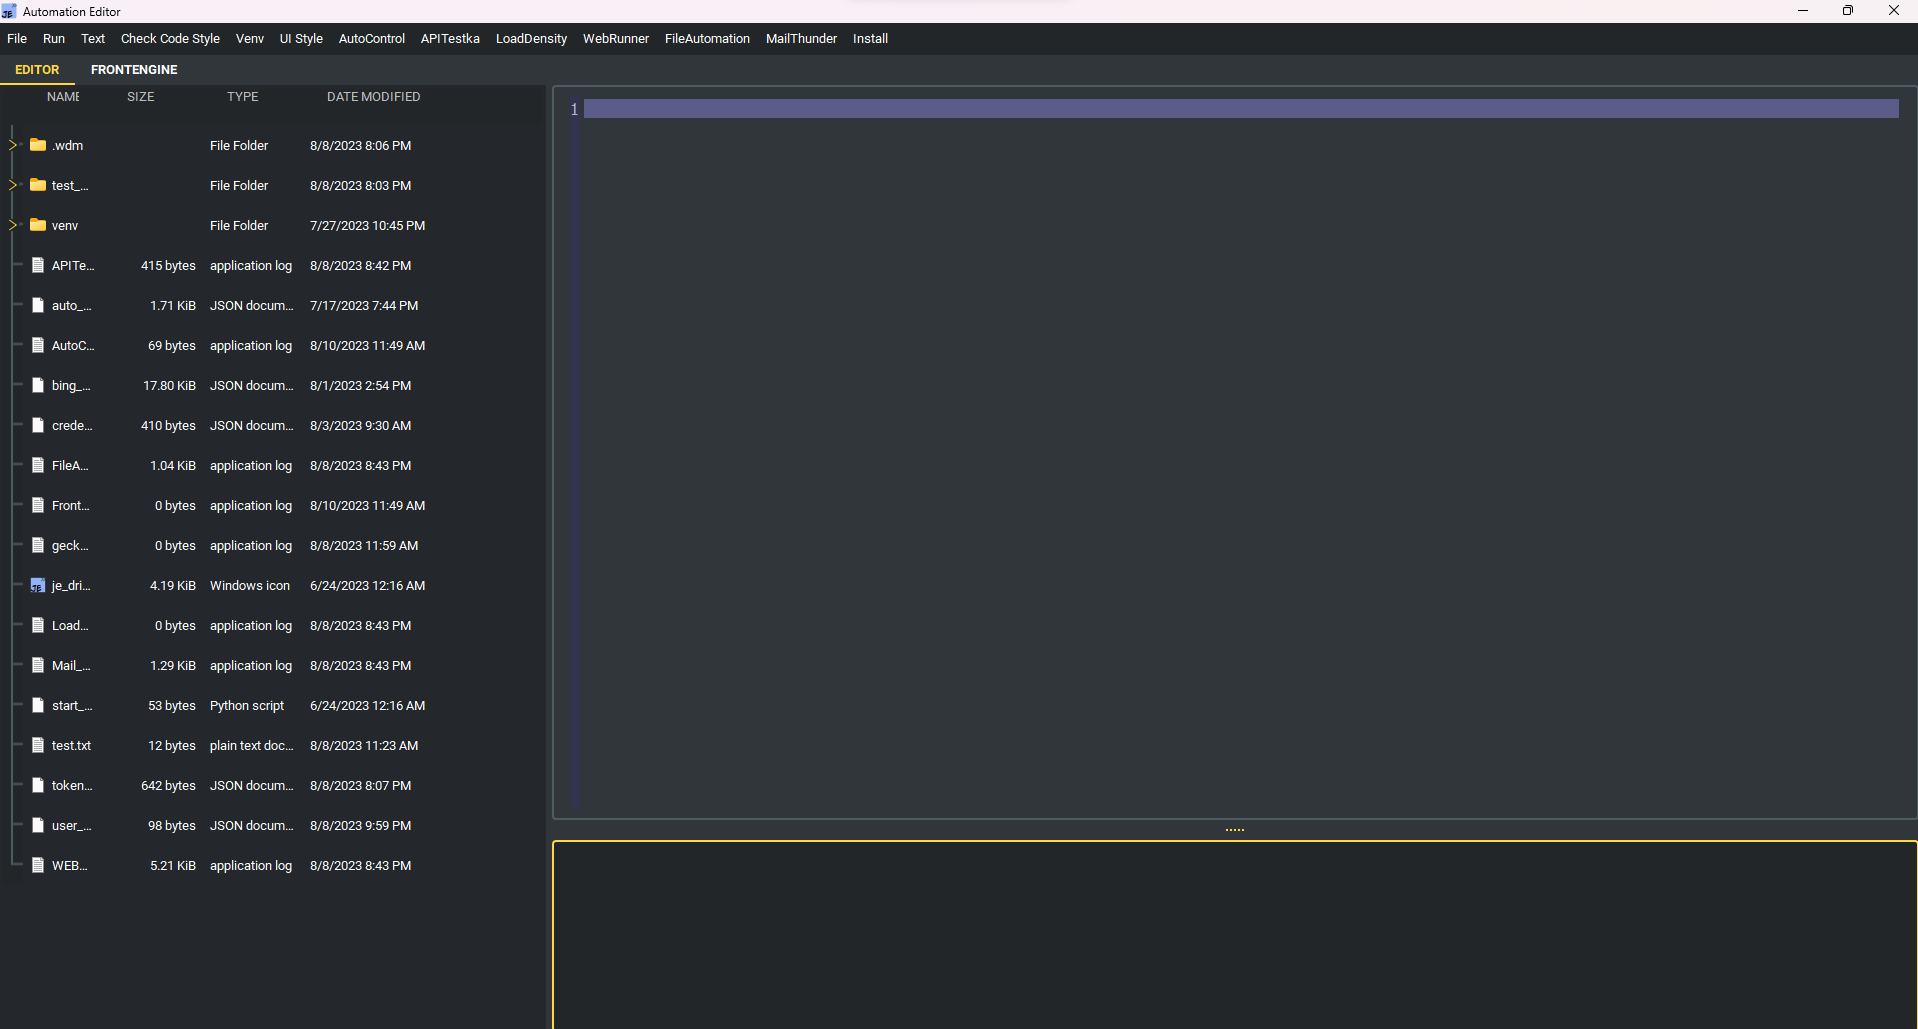 Automation Editor
File Run Text Check Code Style Venv UI Style AutoControl APITestka LoadDensity WebRunner FileAutomation MailThunder Install
EDITOR FRONTENGINE
NAME SIZE TYPE DATE MODIFIED
.wdm File Folder 8/8/2023 8:06 PM
test_... File Folder 8/8/2023 8:03 PM
venv File Folder 7/27/2023 10:45 PM
APITe... 415 bytes application log 8/8/2023 8:42 PM
auto_... 1.71 KiB JSON docum... 7/17/2023 7:44 PM
AutoC... 69 bytes application log 8/10/2023 11:49 AM
bing_... 17.80 KiB JSON docum... 8/1/2023 2:54 PM
crede... 410 bytes JSON docum... 8/3/2023 9:30 AM
FileA... 1.04 KiB application log 8/8/2023 8:43 PM
Front... 0 bytes application log 8/10/2023 11:49 AM
geck... 0 bytes application log 8/8/2023 11:59 AM
je_dri... 4.19 KiB Windows icon 6/24/2023 12:16 AM
Load... 0 bytes application log 8/8/2023 8:43 PM
Mail_... 1.29 KiB application log 8/8/2023 8:43 PM
start_... 53 bytes Python script 6/24/2023 12:16 AM
test.txt 12 bytes plain text doc... 8/8/2023 11:23 AM
token... 642 bytes JSON docum... 8/8/2023 8:07 PM
user_... 98 bytes JSON docum... 8/8/2023 9:59 PM
WEB... 5.21 KiB application log 8/8/2023 8:43 PM
1